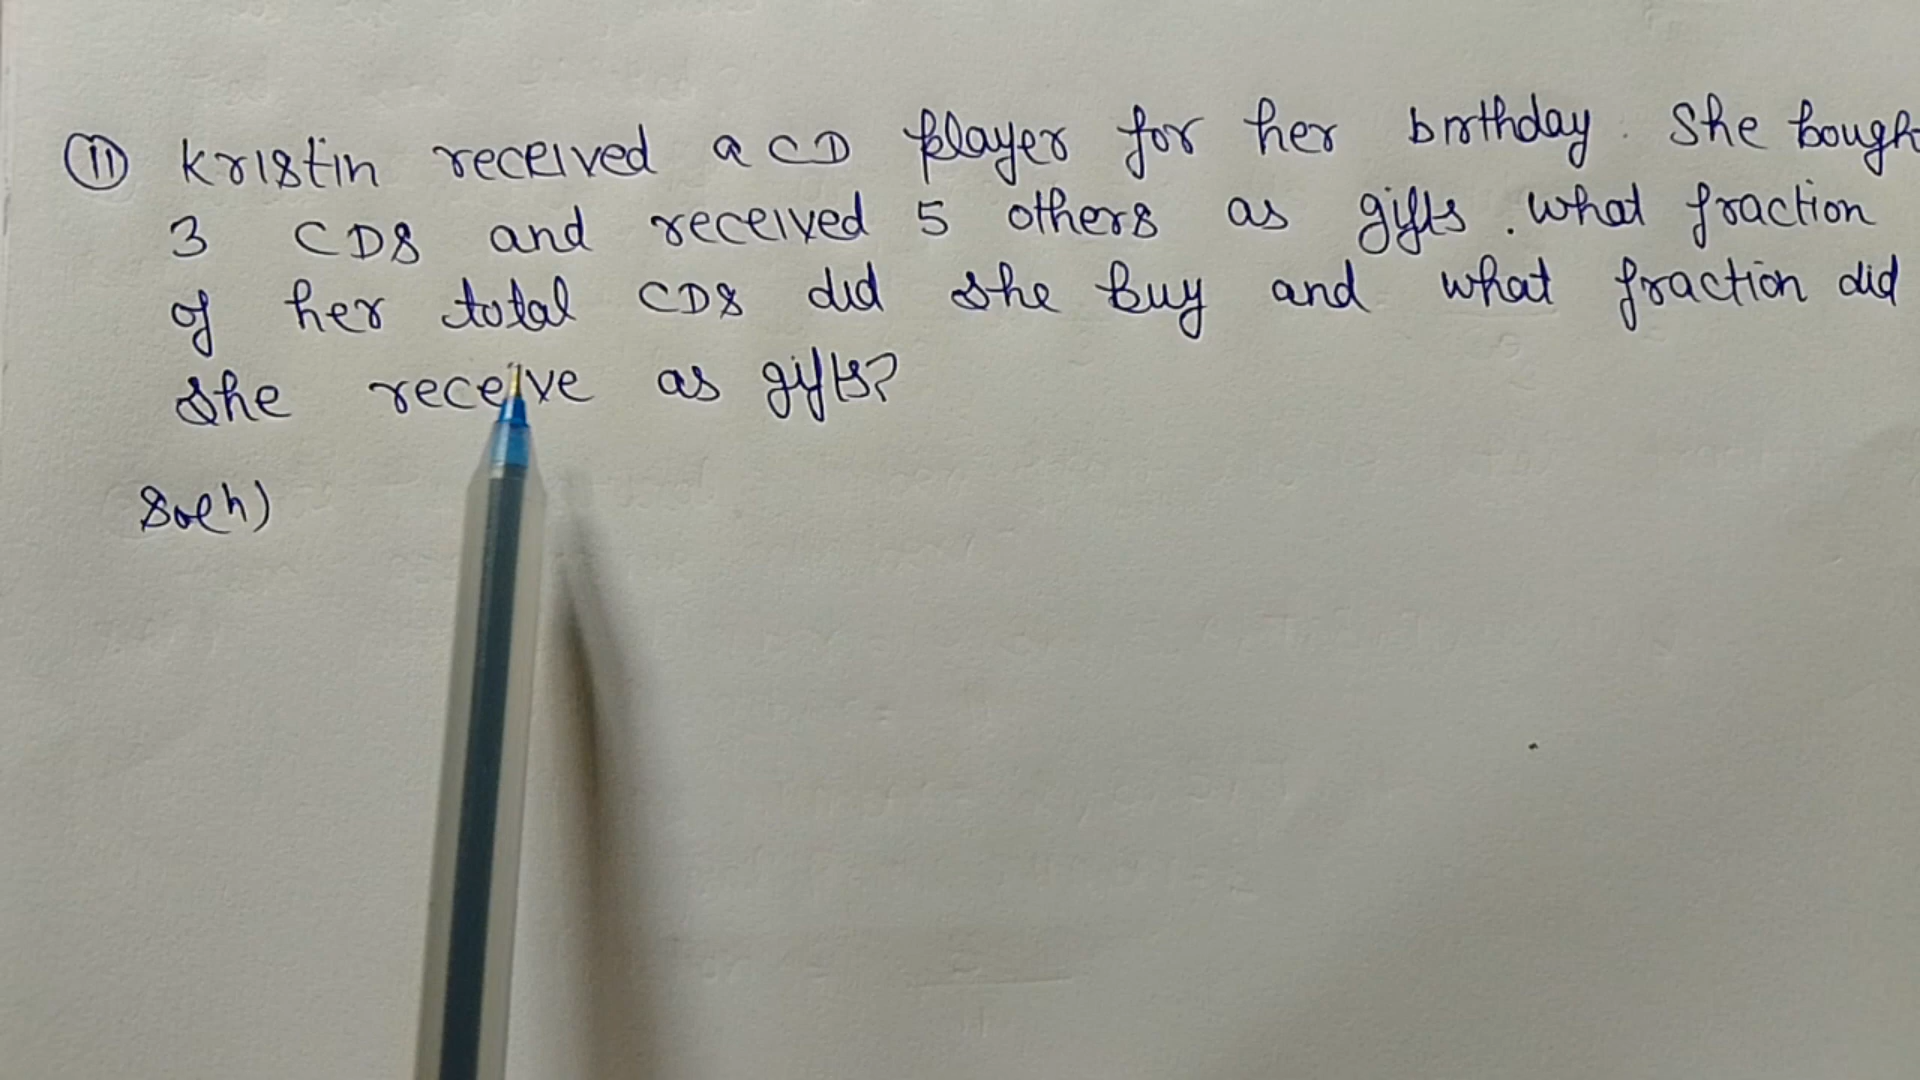 11 Kristin received a CD player for her birthday. She bough
3 CDs and received 5 others as gifts. what fraction
of her total CDs did she buy and what fraction did
she receive as gifts?
Soln)